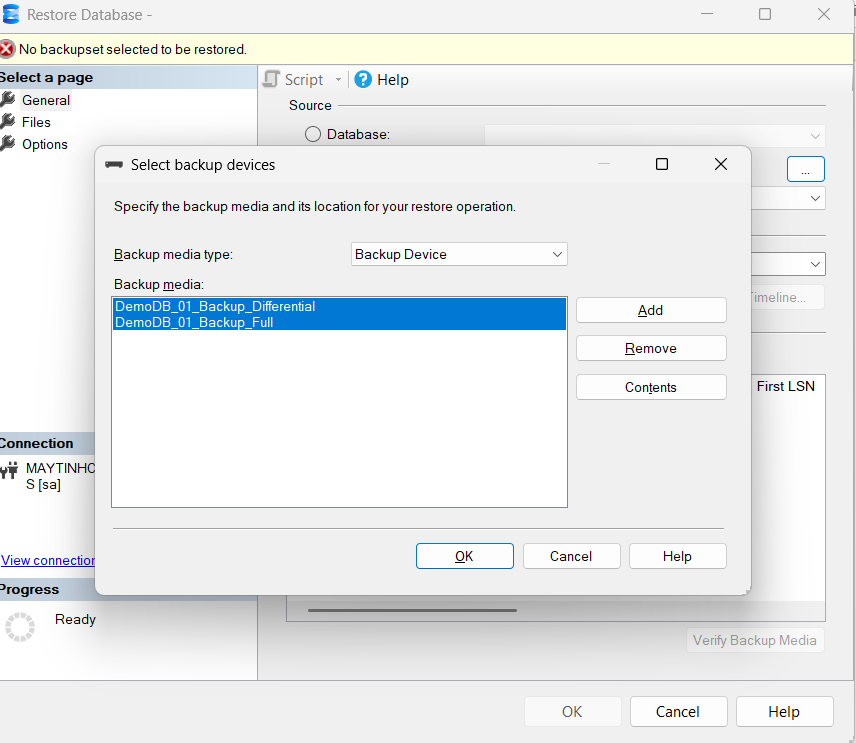 Restore Database -
No backupset selected to be restored.
Select a page
General
Files
Options
Script
Help
Source
Database:
...
Timeline...
First LSN
Verify Backup Media
Select backup devices
Specify the backup media and its location for your restore operation.
Backup media type:
Backup Device
Backup media:
DemoDB_01_Backup_Differential
DemoDB_01_Backup_Full
Add
Remove
Contents
OK
Cancel
Help
Connection
MAYTINHO
S [sa]
View connection
Progress
Ready
OK
Cancel
Help